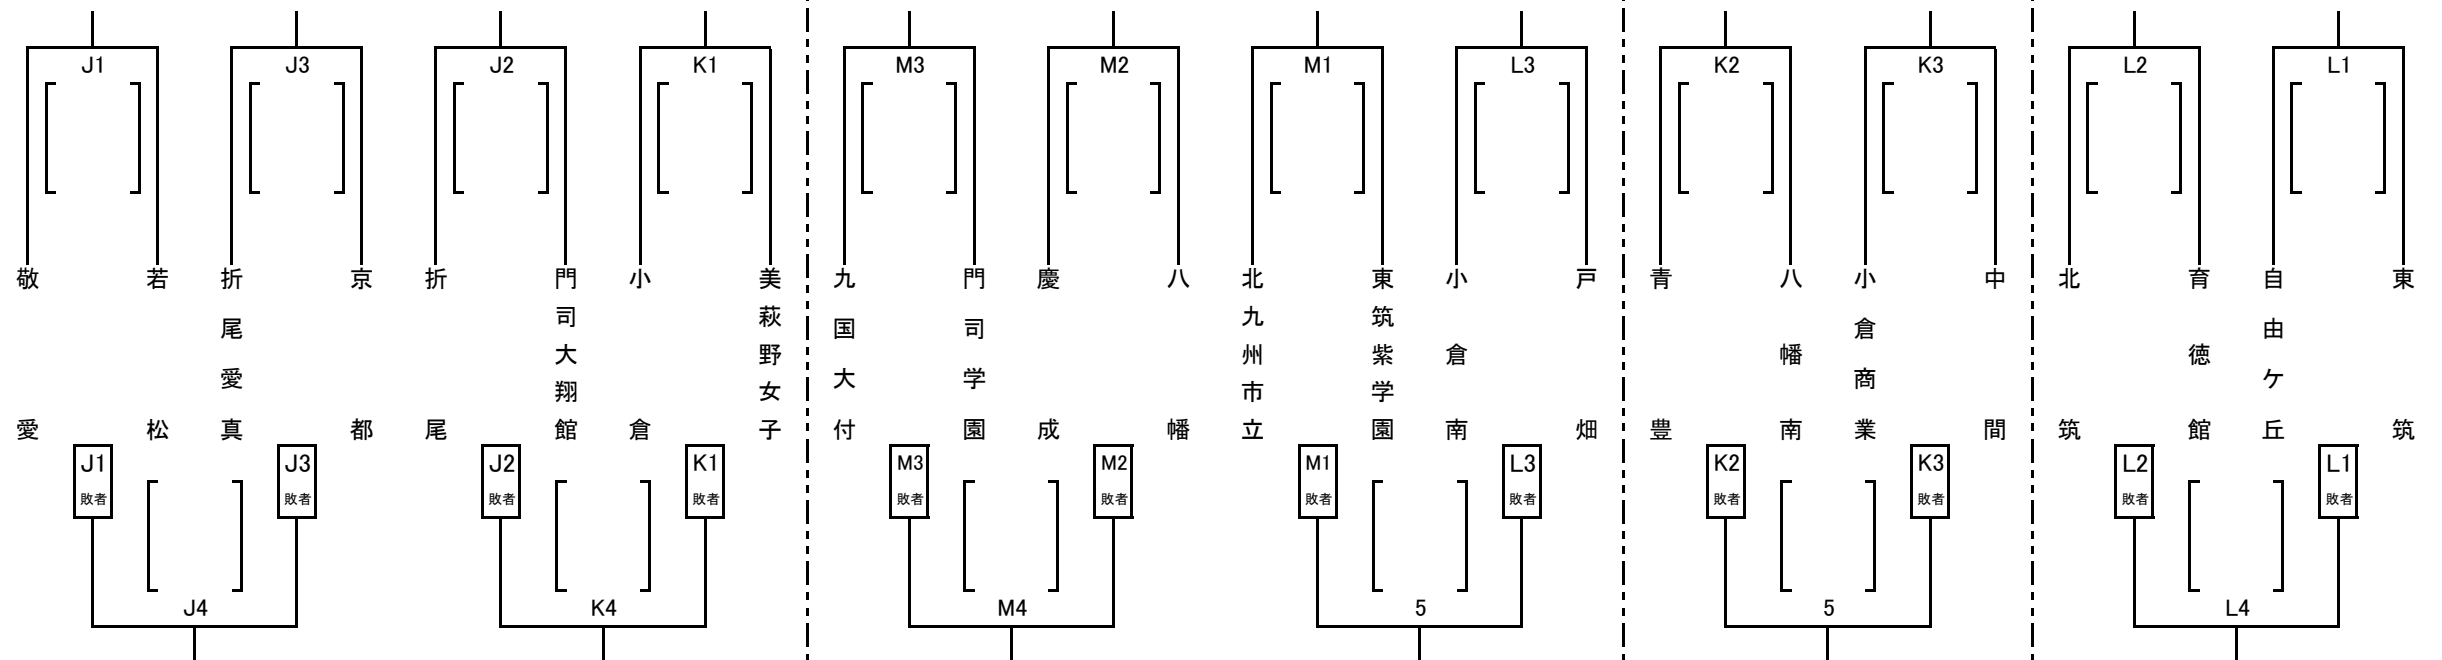 J1 J3 J2 K1 M3 M2 M1 L3 K2 K3 L2 L1
敬愛
若松
折尾愛真
京都
折尾
門司大翔館
小倉
美萩野女子
九国大付
門司学園
慶成
八幡
北九州市立
東筑紫学園
小倉南
戸畑
青豊
八幡南
小倉商業
中間
北筑
育徳館
自由ケ丘
東筑
J1 J3 J2 K1 M3 M2 M1 L3 K2 K3 L2 L1
敗者 敗者 敗者 敗者 敗者 敗者 敗者 敗者 敗者 敗者 敗者 敗者
J4 K4 M4 5 5 L4